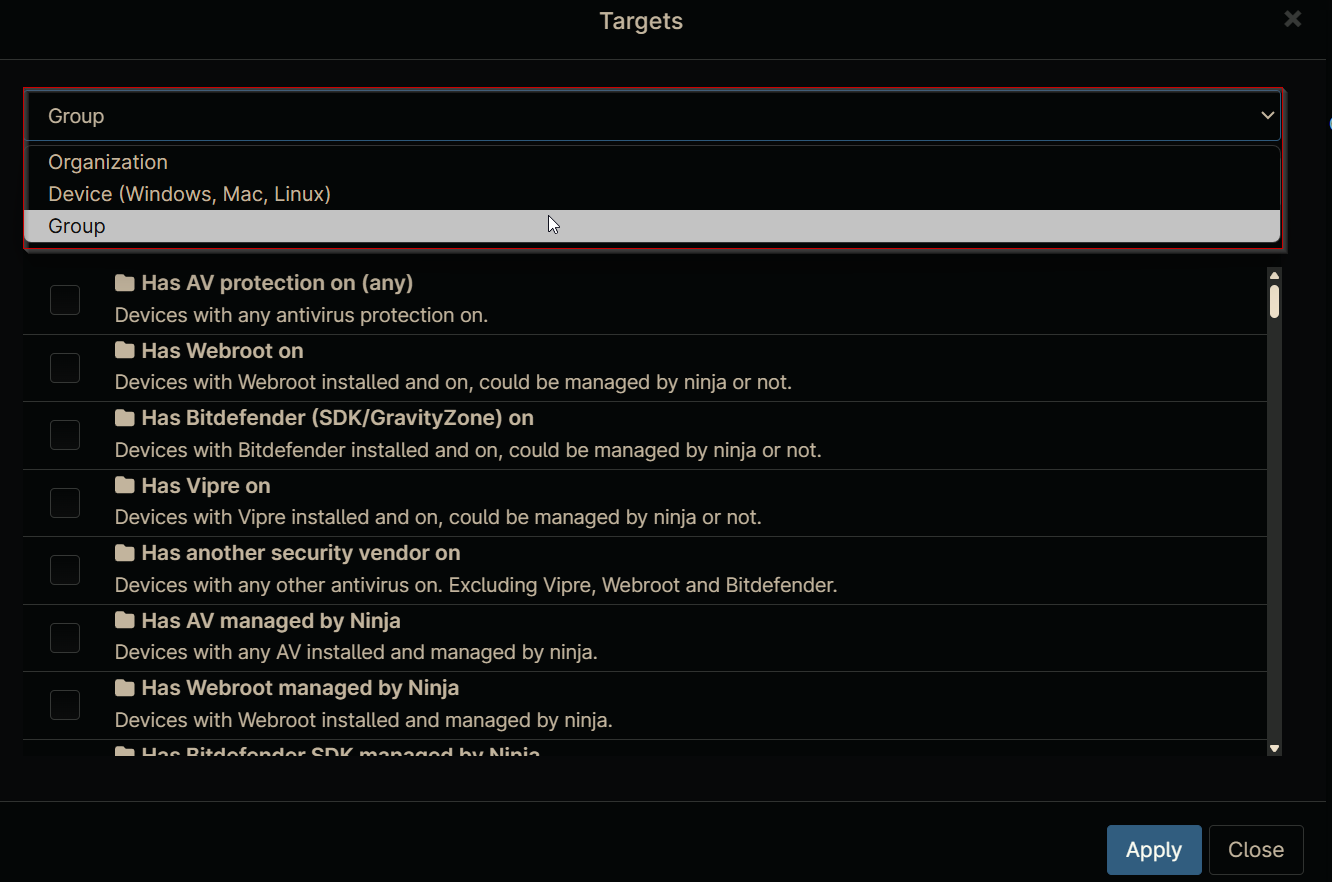 Targets
Group
Organization
Device (Windows, Mac, Linux)
Group
Has AV protection on (any)
Devices with any antivirus protection on.
Has Webroot on
Devices with Webroot installed and on, could be managed by ninja or not.
Has Bitdefender (SDK/GravityZone) on
Devices with Bitdefender installed and on, could be managed by ninja or not.
Has Vipre on
Devices with Vipre installed and on, could be managed by ninja or not.
Has another security vendor on
Devices with any other antivirus on. Excluding Vipre, Webroot and Bitdefender.
Has AV managed by Ninja
Devices with any AV installed and managed by ninja.
Has Webroot managed by Ninja
Devices with Webroot installed and managed by ninja.
Has Bitdefender SDK managed by Ninja
Apply
Close